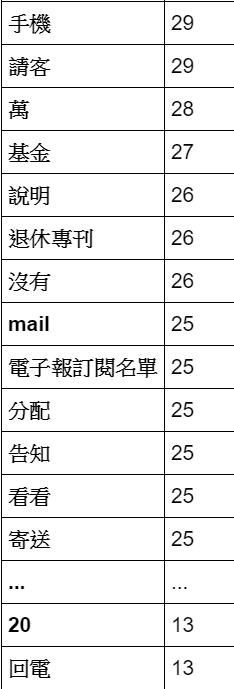 手機 29
請客 29
萬 28
基金 27
說明 26
退休專刊 26
沒有 26
mail 25
電子報訂閱名單 25
分配 25
告知 25
看看 25
寄送 25
... ...
20 13
回電 13